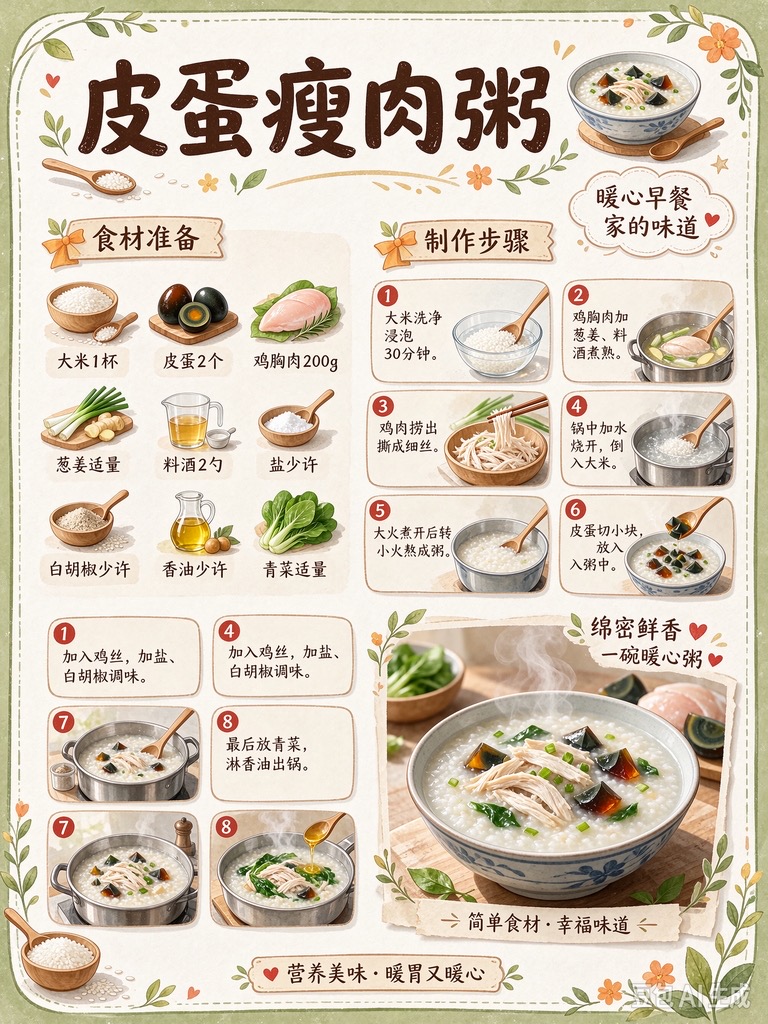 皮蛋瘦肉粥
暖心早餐
家的味道
食材准备
大米1杯
皮蛋2个
鸡胸肉200g
葱姜适量
料酒2勺
盐少许
白胡椒少许
香油少许
青菜适量
制作步骤
1
大米洗净
浸泡
30分钟。
2
鸡胸肉加
葱姜、料
酒煮熟。
3
鸡肉捞出
撕成细丝。
4
锅中加水
烧开，倒
入大米。
5
大火煮开后转
小火熬成粥。
6
皮蛋切小块，
放入
入粥中。
1
加入鸡丝，加盐、
白胡椒调味。
4
加入鸡丝，加盐、
白胡椒调味。
7
8
最后放青菜，
淋香油出锅。
7
8
绵密鲜香
一碗暖心粥
简单食材·幸福味道
营养美味·暖胃又暖心
豆包AI生成